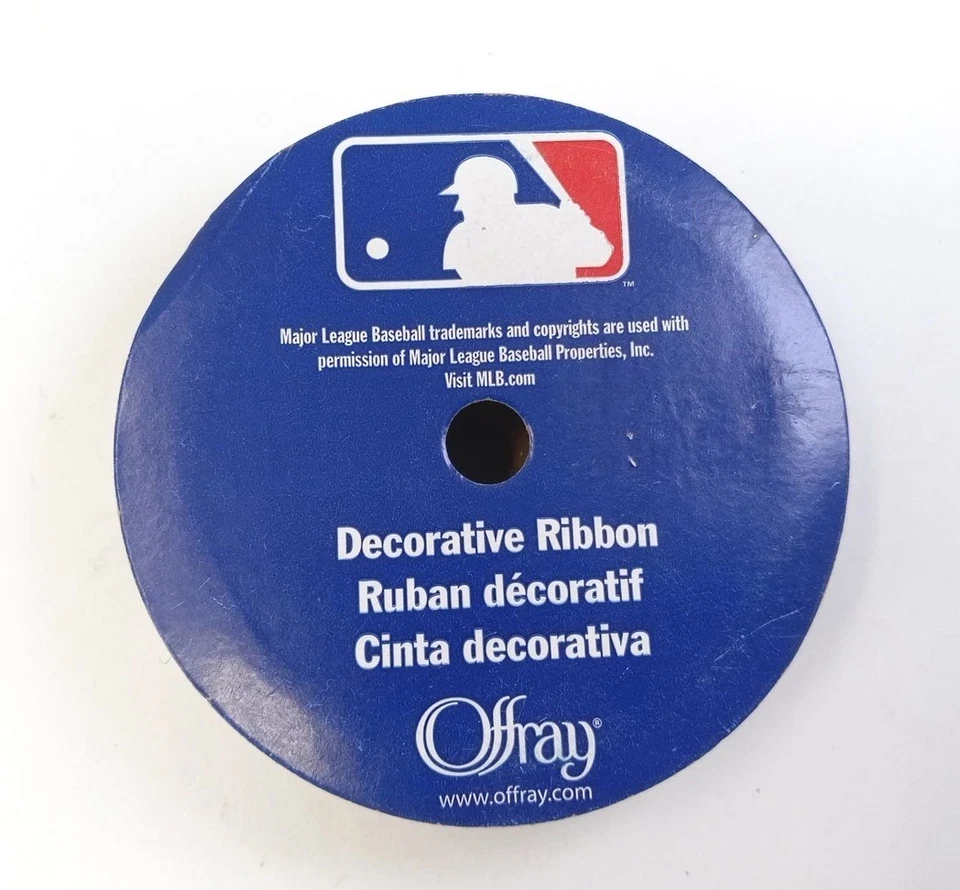 ™
Major League Baseball trademarks and copyrights are used with
permission of Major League Baseball Properties, Inc.
Visit MLB.com
Decorative Ribbon
Ruban décoratif
Cinta decorativa
Offray®
www.offray.com